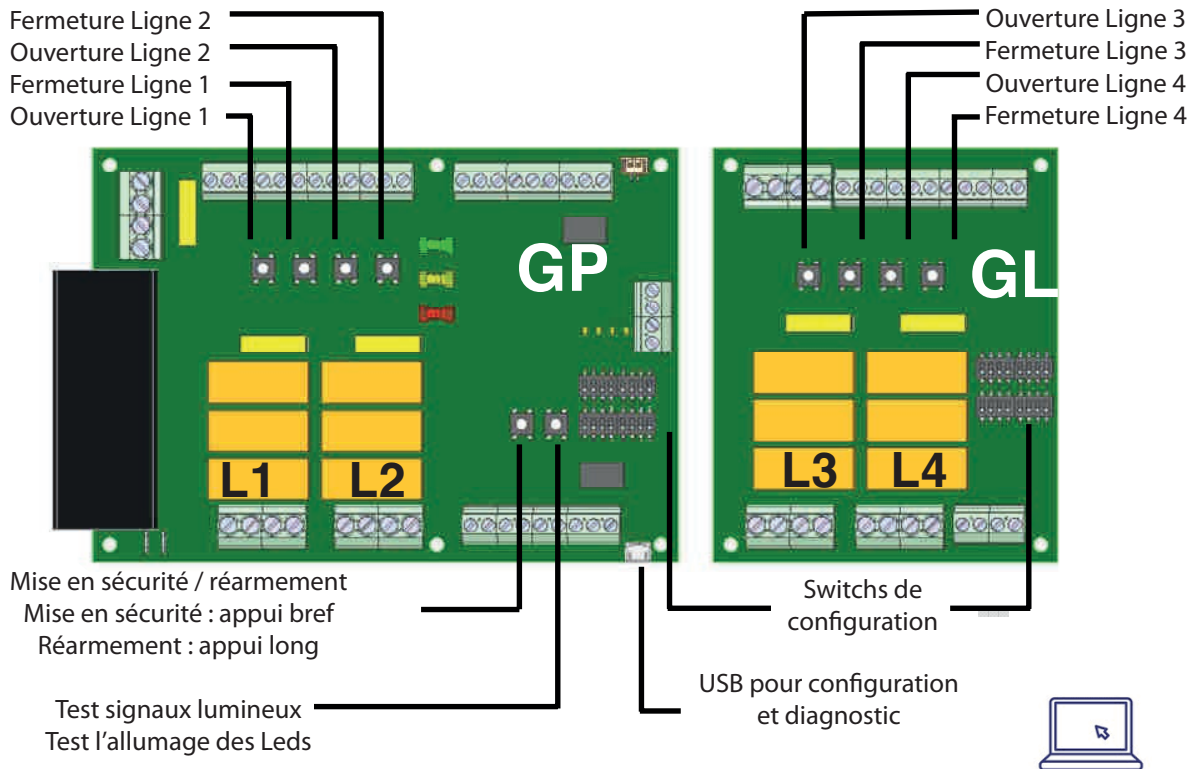 Fermeture Ligne 2
Ouverture Ligne 2
Fermeture Ligne 1
Ouverture Ligne 1
Ouverture Ligne 3
Fermeture Ligne 3
Ouverture Ligne 4
Fermeture Ligne 4
GP
GL
L1
L2
L3
L4
Mise en sécurité / réarmement
Mise en sécurité : appui bref
Réarmement : appui long
Switchs de
configuration
Test signaux lumineux
Test l'allumage des Leds
USB pour configuration
et diagnostic